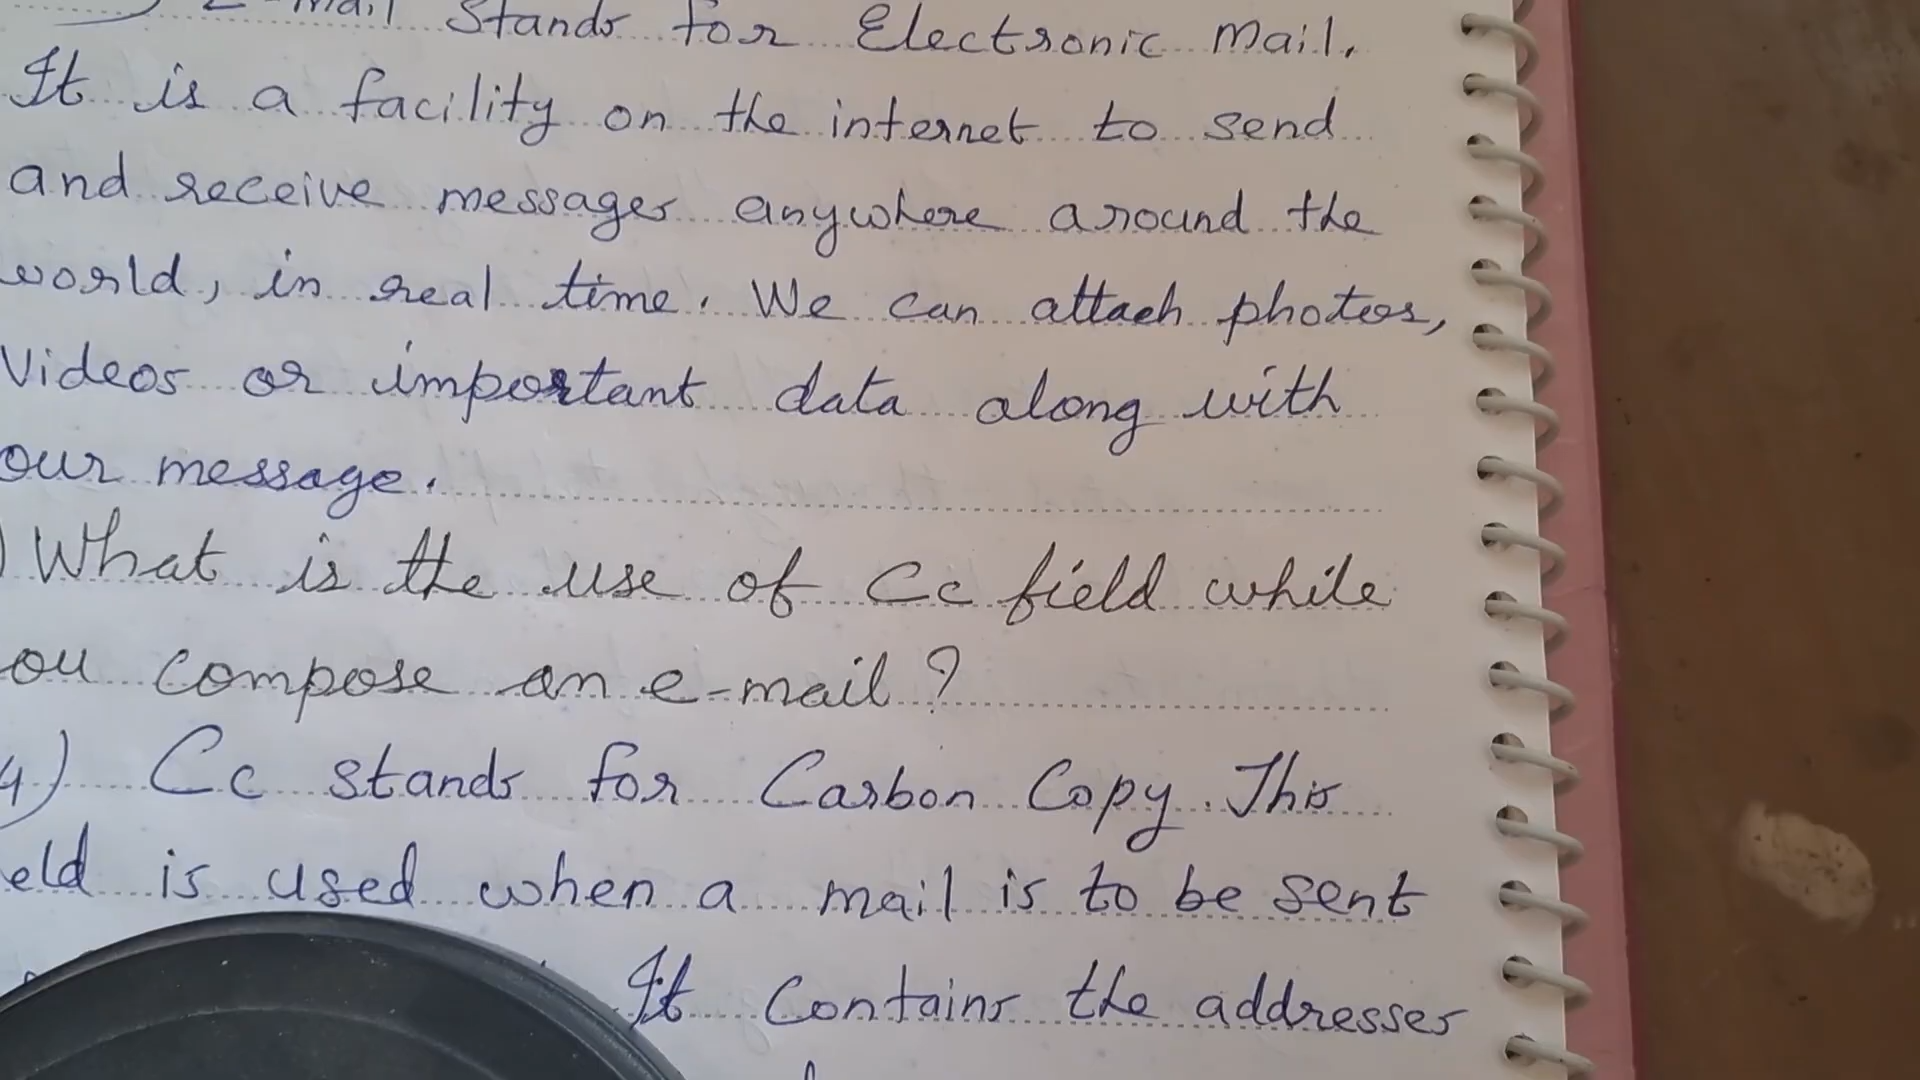 E-Mail Stands for Electronic Mail.
It is a facility on the internet to send
and receive messages anywhere around the
world, in real time. We can attach photos,
Videos or important data along with
our message.
) What is the use of Cc field while
ou compose an e-mail?
4) Cc stands for Carbon Copy. This
eld is used when a mail is to be sent
It Contains the addresses